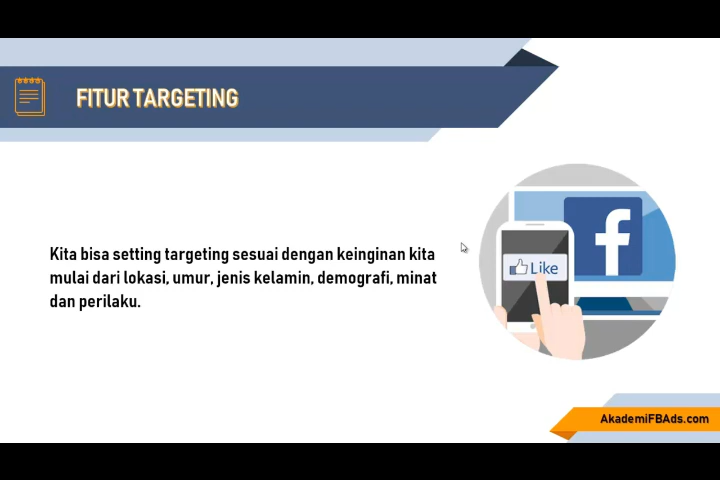 FITUR TARGETING
Kita bisa setting targeting sesuai dengan keinginan kita
mulai dari lokasi, umur, jenis kelamin, demografi, minat
dan perilaku.
f
Like
AkademiFBAds.com